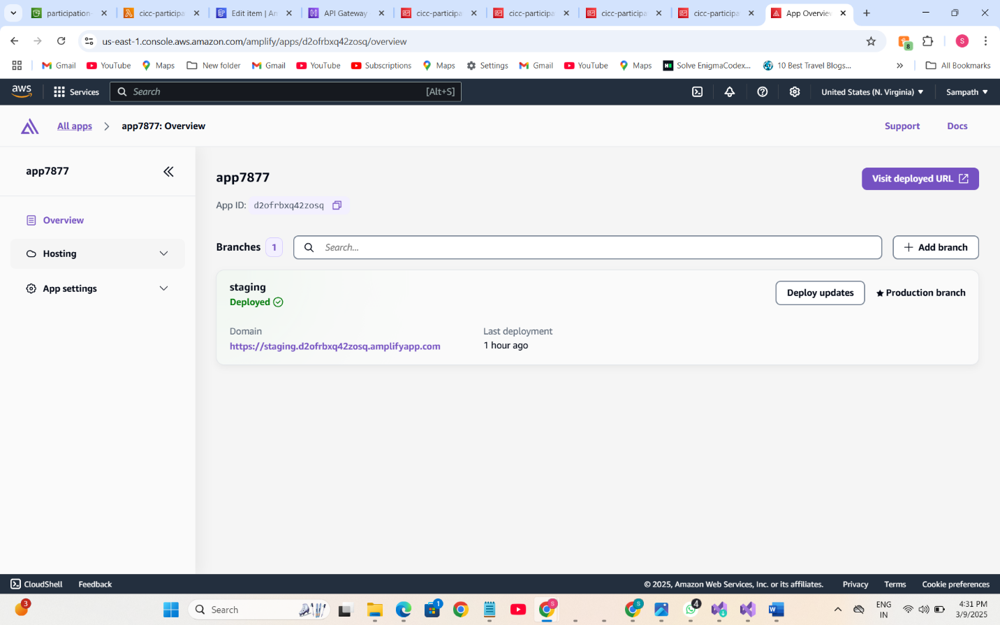 participation-
cicc-participa
Edit item | An
API Gateway
cicc-participa
cicc-participa
cicc-participa
cicc-participa
App Overview
us-east-1.console.aws.amazon.com/amplify/apps/d2ofrbxq42zosq/overview
8
S
Gmail
YouTube
Maps
New folder
Gmail
YouTube
Subscriptions
Maps
Settings
Gmail
YouTube
Maps
Solve EnigmaCodex...
10 Best Travel Blogs...
»
All Bookmarks
aws
Services
Search
[Alt+S]
United States (N. Virginia)
Sampath
All apps
app7877: Overview
Support
Docs
app7877
Overview
Hosting
App settings
app7877
Visit deployed URL
App ID: d2ofrbxq42zosq
Branches 1
Search...
Add branch
staging
Deployed
Deploy updates
Production branch
Domain
https://staging.d2ofrbxq42zosq.amplifyapp.com
Last deployment
1 hour ago
CloudShell
Feedback
© 2025, Amazon Web Services, Inc. or its affiliates.
Privacy
Terms
Cookie preferences
3
Search
1
S
S
4
W
ENG
IN
4:31 PM
3/9/2025